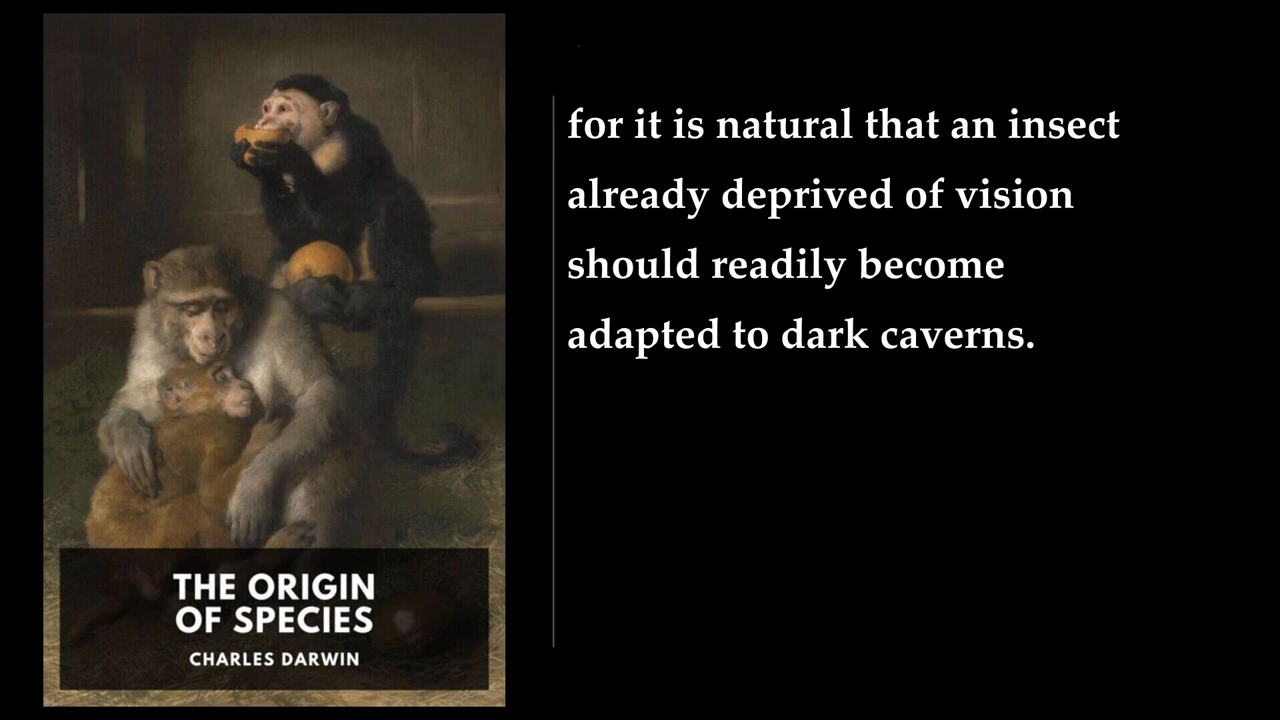 for it is natural that an insect
already deprived of vision
should readily become
adapted to dark caverns.
THE ORIGIN
OF SPECIES
CHARLES DARWIN